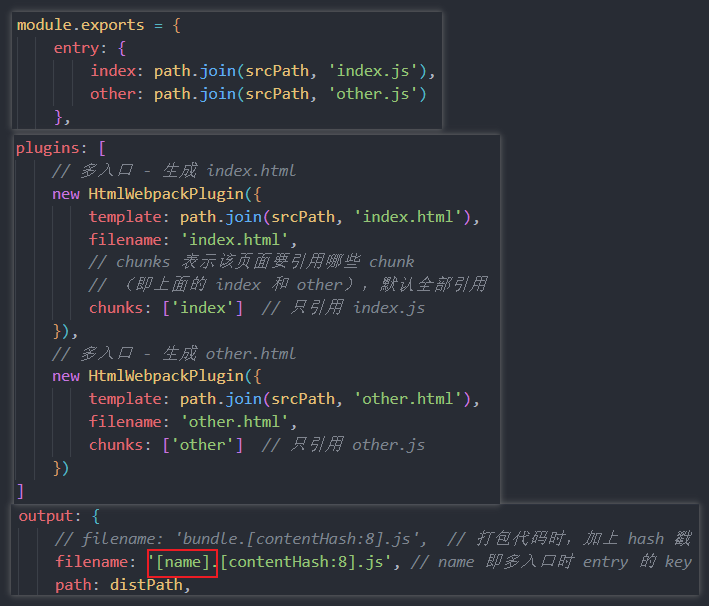 module.exports = {
    entry: {
        index: path.join(srcPath, 'index.js'),
        other: path.join(srcPath, 'other.js')
    },
plugins: [
    // 多入口 - 生成 index.html
    new HtmlWebpackPlugin({
        template: path.join(srcPath, 'index.html'),
        filename: 'index.html',
        // chunks 表示该页面要引用哪些 chunk
        // （即上面的 index 和 other），默认全部引用
        chunks: ['index']  // 只引用 index.js
    }),
    // 多入口 - 生成 other.html
    new HtmlWebpackPlugin({
        template: path.join(srcPath, 'other.html'),
        filename: 'other.html',
        chunks: ['other']  // 只引用 other.js
    })
]
output: {
    // filename: 'bundle.[contentHash:8].js',  // 打包代码时，加上 hash 戳
    filename: '[name].[contentHash:8].js', // name 即多入口时 entry 的 key
    path: distPath,